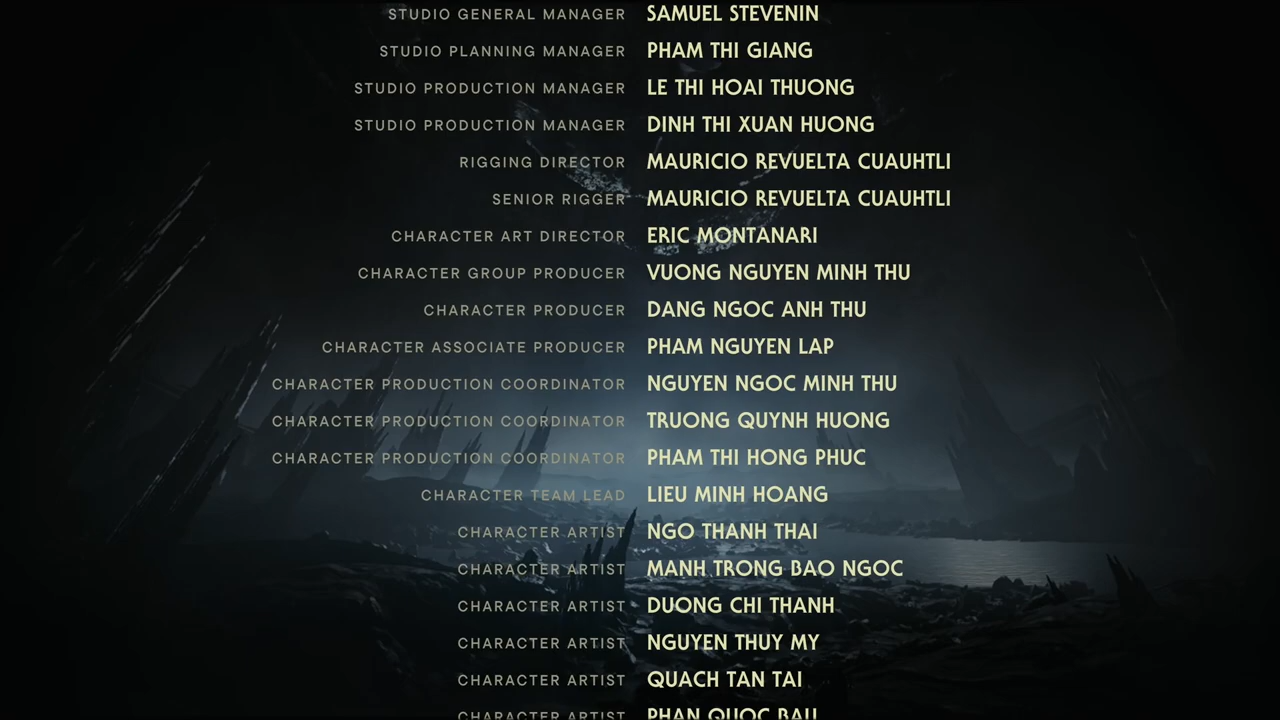 STUDIO GENERAL MANAGER SAMUEL STEVENIN
STUDIO PLANNING MANAGER PHAM THI GIANG
STUDIO PRODUCTION MANAGER LE THI HOAI THUONG
STUDIO PRODUCTION MANAGER DINH THI XUAN HUONG
RIGGING DIRECTOR MAURICIO REVUELTA CUAUHTLI
SENIOR RIGGER MAURICIO REVUELTA CUAUHTLI
CHARACTER ART DIRECTOR ERIC MONTANARI
CHARACTER GROUP PRODUCER VUONG NGUYEN MINH THU
CHARACTER PRODUCER DANG NGOC ANH THU
CHARACTER ASSOCIATE PRODUCER PHAM NGUYEN LAP
CHARACTER PRODUCTION COORDINATOR NGUYEN NGOC MINH THU
CHARACTER PRODUCTION COORDINATOR TRUONG QUYNH HUONG
CHARACTER PRODUCTION COORDINATOR PHAM THI HONG PHUC
CHARACTER TEAM LEAD LIEU MINH HOANG
CHARACTER ARTIST NGO THANH THAI
CHARACTER ARTIST MANH TRONG BAO NGOC
CHARACTER ARTIST DUONG CHI THANH
CHARACTER ARTIST NGUYEN THUY MY
CHARACTER ARTIST QUACH TAN TAI
CHARACTER ARTIST PHAN QUOC BAU